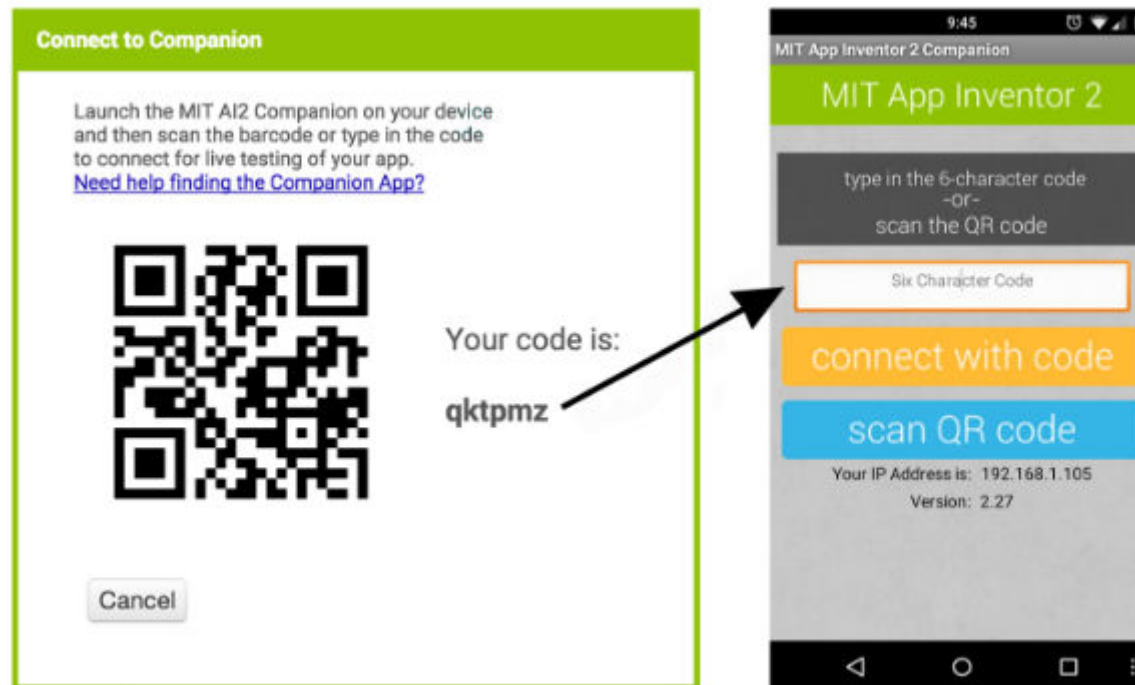 Connect to Companion
Launch the MIT AI2 Companion on your device
and then scan the barcode or type in the code
to connect for live testing of your app.
Need help finding the Companion App?
Your code is:
qktpmz
Cancel
9:45
MIT App Inventor 2 Companion
MIT App Inventor 2
type in the 6-character code
-or-
scan the QR code
Six Character Code
connect with code
scan QR code
Your IP Address is: 192.168.1.105
Version: 2.27